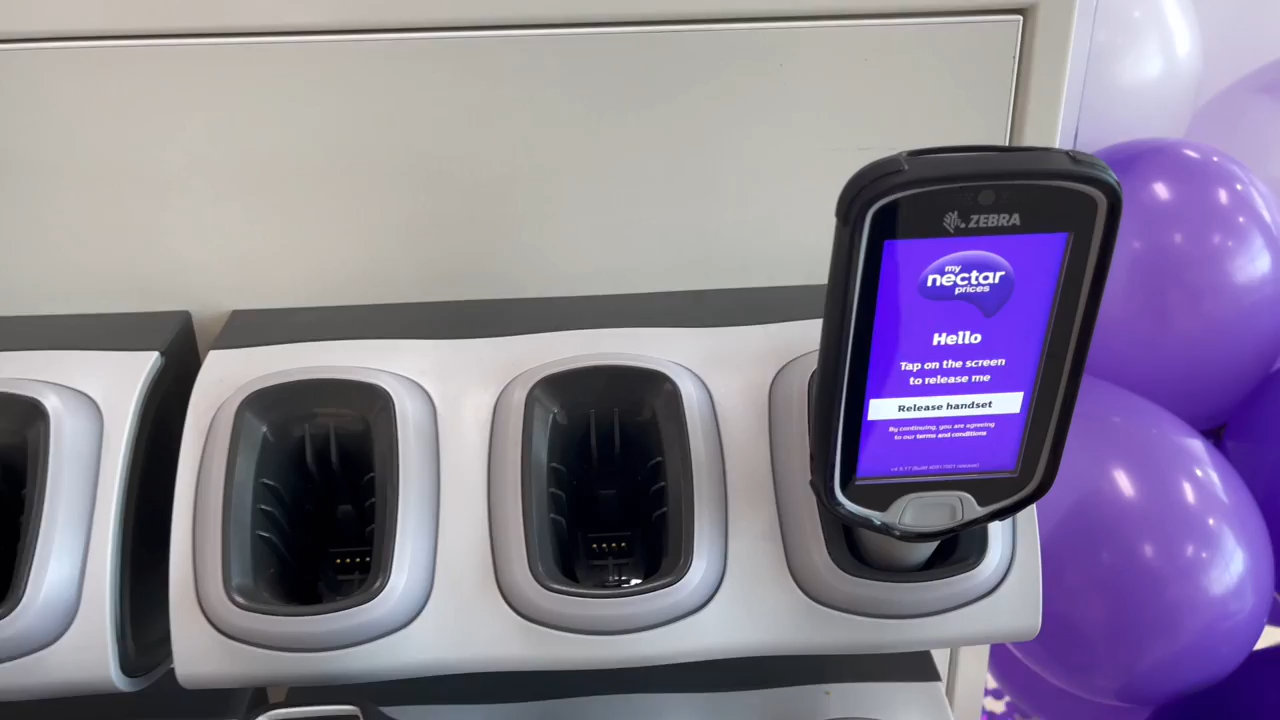 ZEBRA
my
nectar
prices
Hello
Tap on the screen
to release me
Release handset
By continuing, you are agreeing
to our terms and conditions